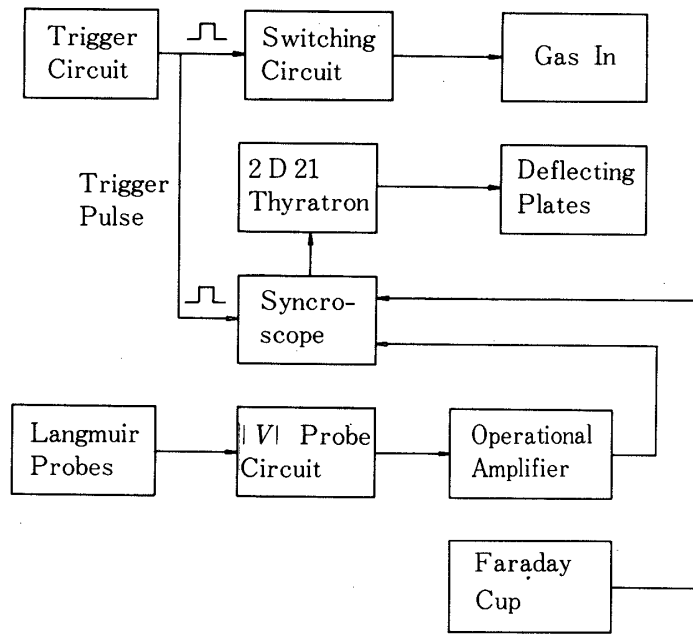 Trigger
Circuit
Switching
Circuit
Gas In
Trigger
Pulse
2 D 21
Thyratron
Deflecting
Plates
Syncro-
scope
Langmuir
Probes
|V| Probe
Circuit
Operational
Amplifier
Faraday
Cup